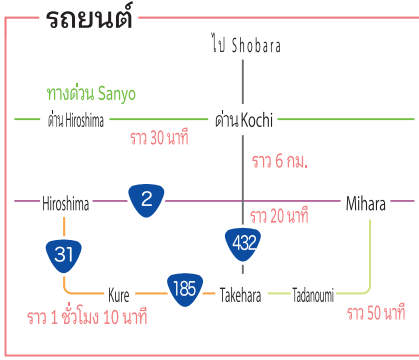 รถยนต์
ไป Shobara
ทางด่วน Sanyo
ด่าน Hiroshima
ด่าน Kochi
ราว 30 นาที
ราว 6 กม.
Hiroshima
2
Mihara
ราว 20 นาที
31
432
185
Kure
Takehara
Tadanoumi
ราว 1 ชั่วโมง 10 นาที
ราว 50 นาที